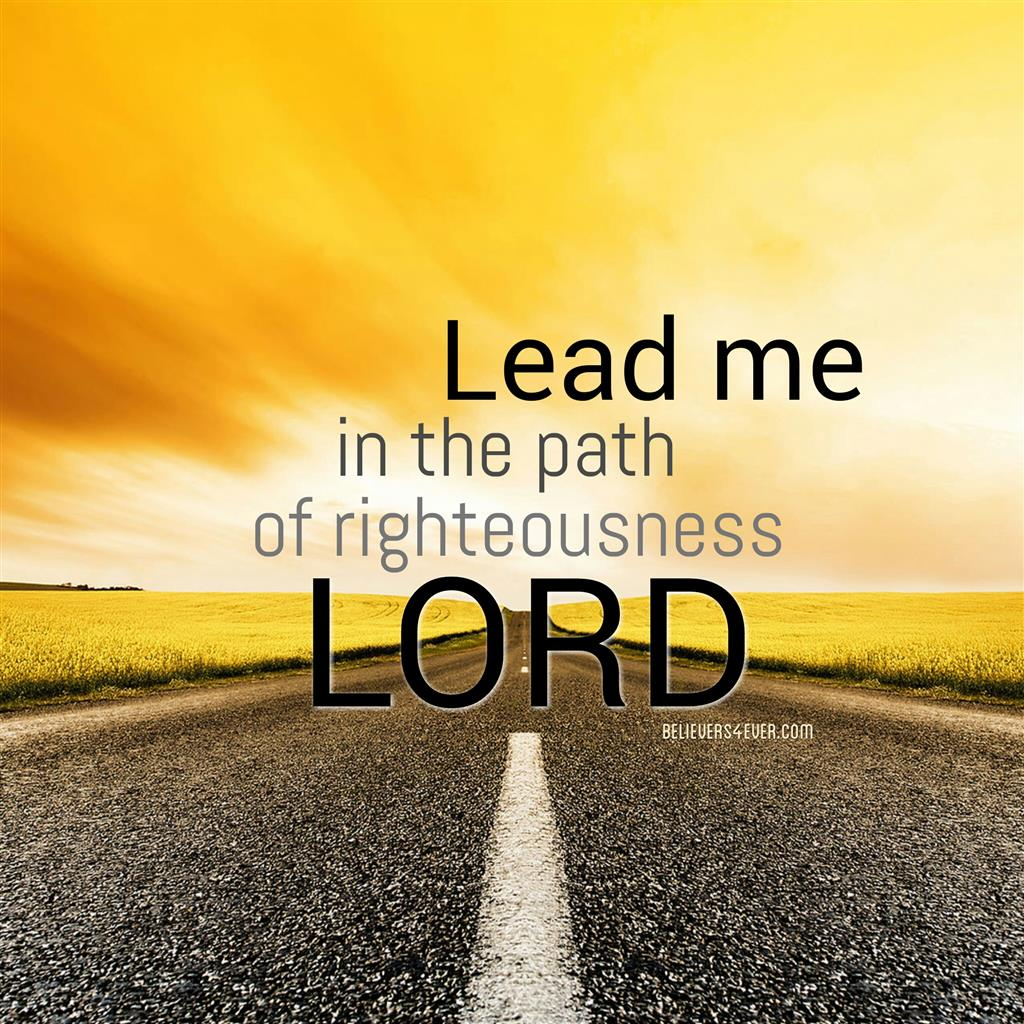 Lead me
in the path
of righteousness
LORD
BELIEVERS4EVER.COM